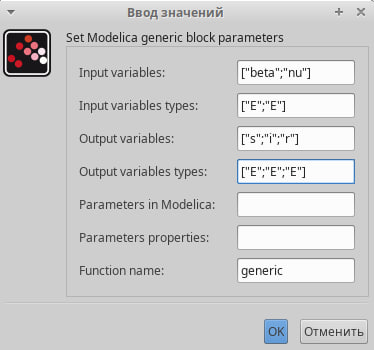 Ввод значений
Set Modelica generic block parameters
Input variables: ["beta";"nu"]
Input variables types: ["E";"E"]
Output variables: ["s";"i";"r"]
Output variables types: ["E";"E";"E"]
Parameters in Modelica:
Parameters properties:
Function name: generic
OK Отменить